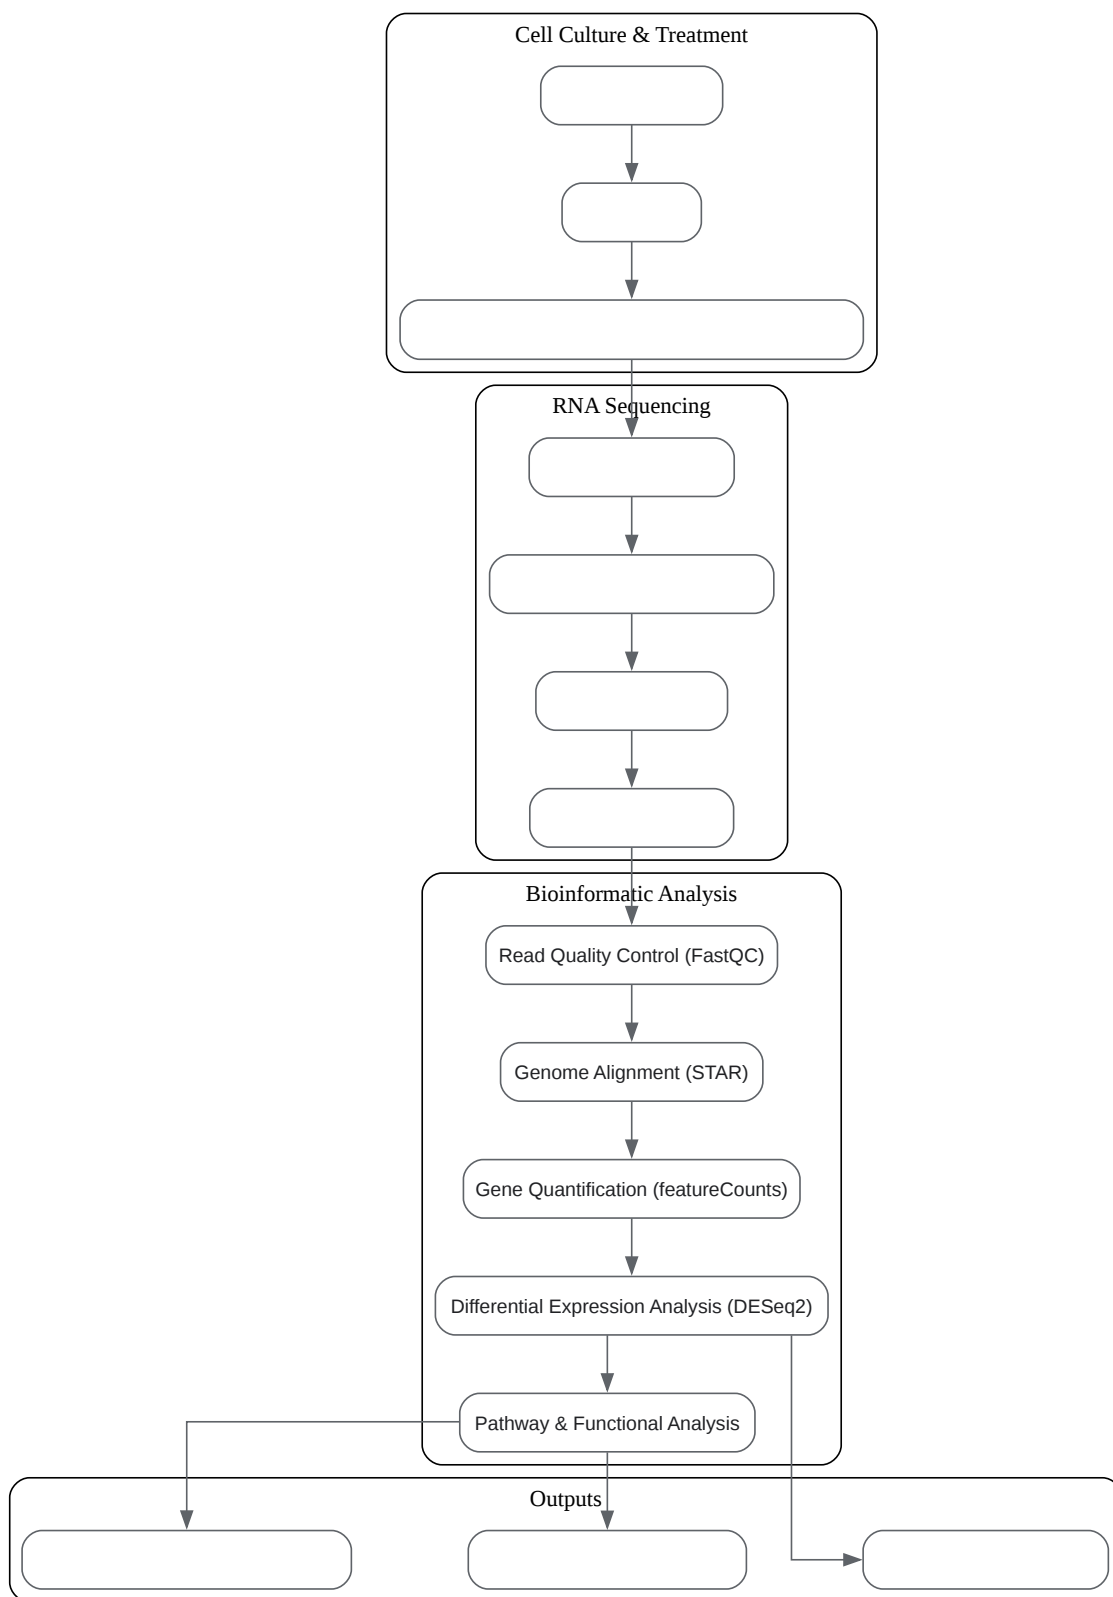 Cell Culture & Treatment
RNA Sequencing
Bioinformatic Analysis
Read Quality Control (FastQC)
Genome Alignment (STAR)
Gene Quantification (featureCounts)
Differential Expression Analysis (DESeq2)
Pathway & Functional Analysis
Outputs